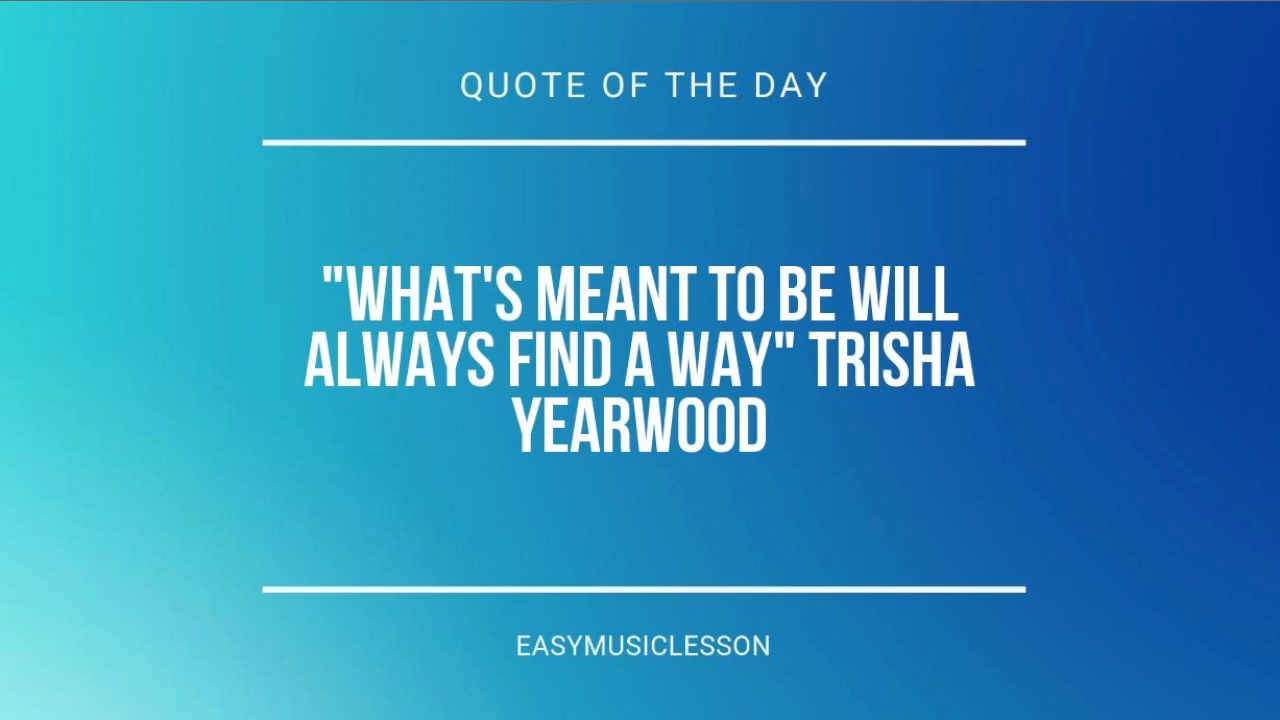 QUOTE OF THE DAY
"WHAT'S MEANT TO BE WILL
ALWAYS FIND A WAY" TRISHA
YEARWOOD
EASYMUSICLESSON